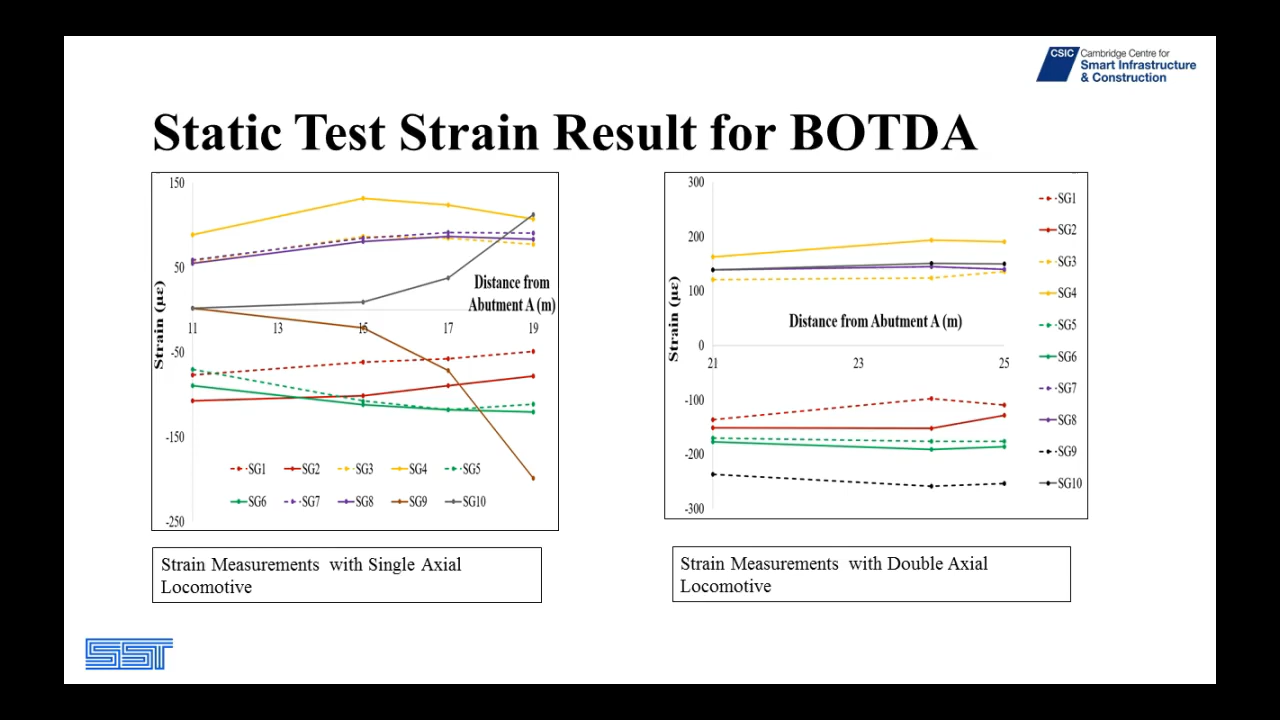 CSIC
Cambridge Centre for
Smart Infrastructure
& Construction
Static Test Strain Result for BOTDA
150
50
-50
-150
-250
Strain (με)
11
13
15
17
19
Distance from
Abutment A (m)
SG1
SG2
SG3
SG4
SG5
SG6
SG7
SG8
SG9
SG10
300
200
100
0
-100
-200
-300
Strain (με)
Distance from Abutment A (m)
21
23
25
SG1
SG2
SG3
SG4
SG5
SG6
SG7
SG8
SG9
SG10
Strain Measurements with Single Axial
Locomotive
Strain Measurements with Double Axial
Locomotive
SST